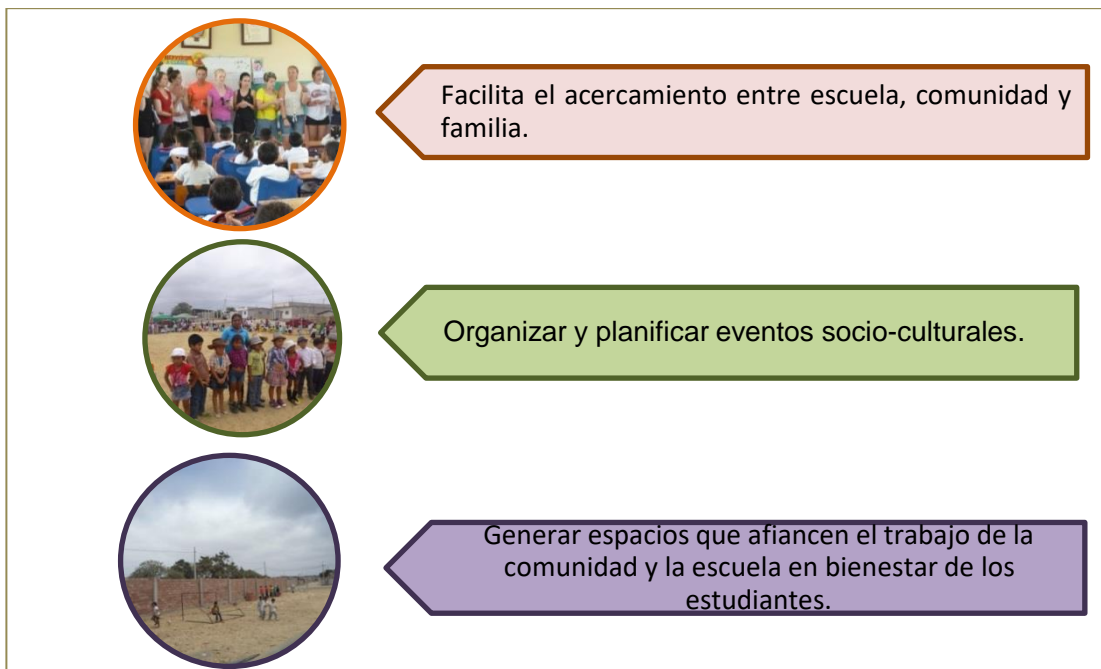 Facilita el acercamiento entre escuela, comunidad y
familia.
Organizar y planificar eventos socio-culturales.
Generar espacios que afiancen el trabajo de la
comunidad y la escuela en bienestar de los
estudiantes.